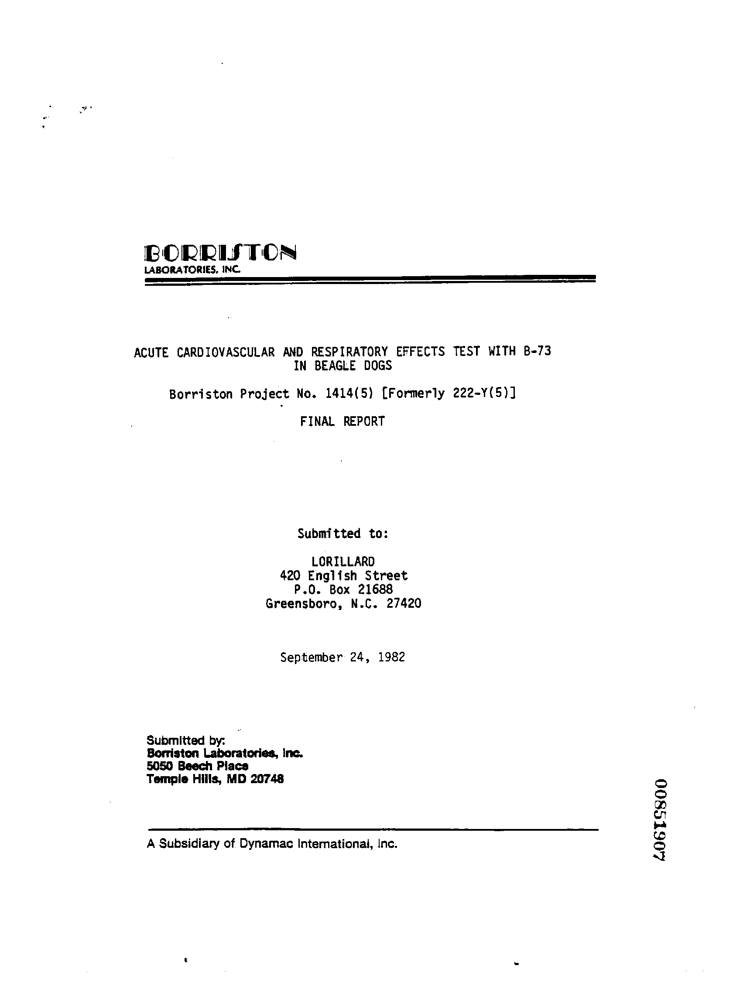 BORRISTON
LABORATORIES, INC.
ACUTE CARDIOVASCULAR AND RESPIRATORY EFFECTS TEST WITH B-73
IN BEAGLE DOGS
Borriston Project No. 1414(5) [Formerly 222-Y(5)]
FINAL REPORT
Submitted to:
LORILLARD
420 English Street
P.O. Box 21688
Greensboro, N.C. 27420
September 24, 1982
Submitted by:
Borriston Laboratories, Inc.
5050 Beech Place
Temple Hills, MD 20748
A Subsidiary of Dynamac International, Inc.
00851907